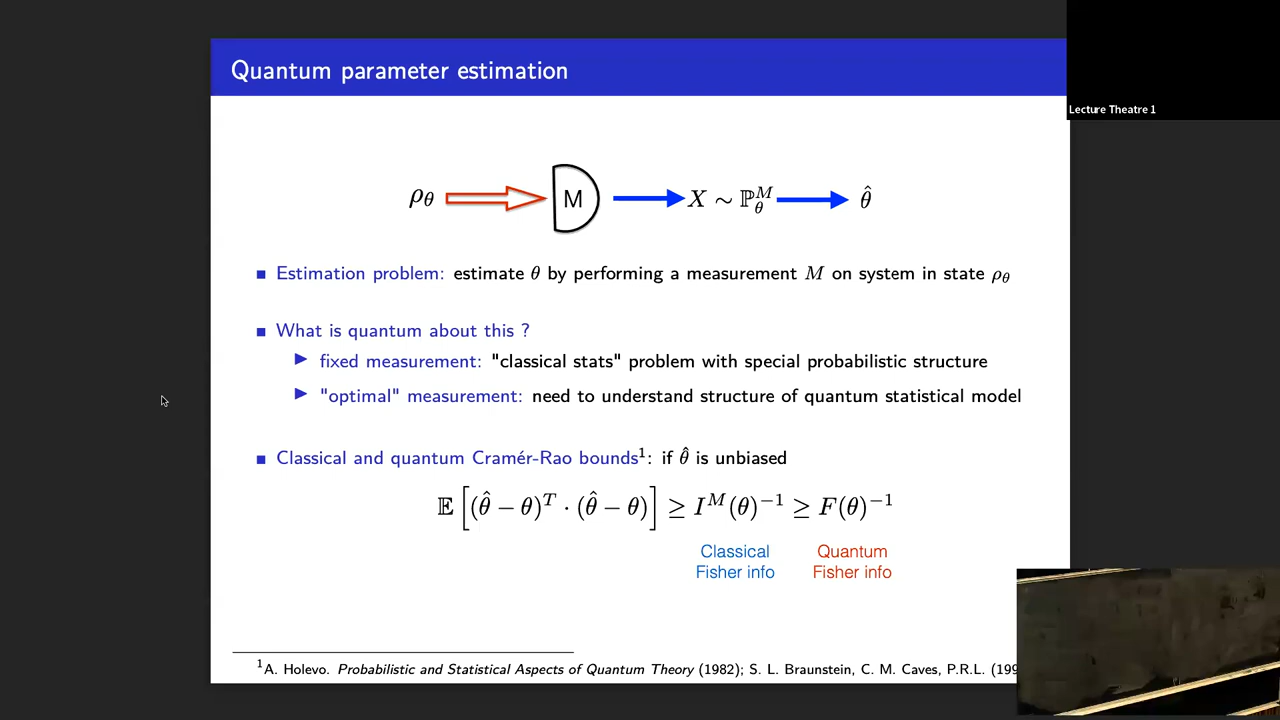 Quantum parameter estimation
Lecture Theatre 1
ρθ M X ∼ ℙ^M_θ θ̂
Estimation problem: estimate θ by performing a measurement M on system in state ρθ
What is quantum about this ?
fixed measurement: "classical stats" problem with special probabilistic structure
"optimal" measurement: need to understand structure of quantum statistical model
Classical and quantum Cramér-Rao bounds¹: if θ̂ is unbiased
𝔼[(θ̂ − θ)ᵀ · (θ̂ − θ)] ≥ I^M(θ)⁻¹ ≥ F(θ)⁻¹
Classical Quantum
Fisher info Fisher info
¹A. Holevo. Probabilistic and Statistical Aspects of Quantum Theory (1982); S. L. Braunstein, C. M. Caves, P.R.L.